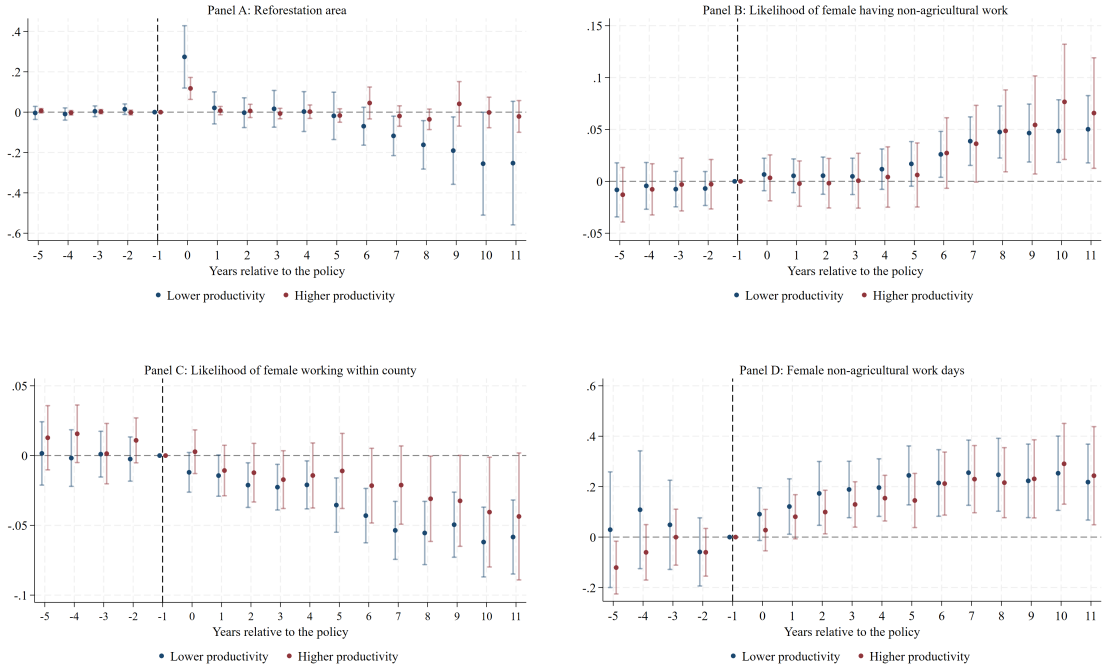 Panel A: Reforestation area
.4
.2
0
-.2
-.4
-.6
-5 -4 -3 -2 -1 0 1 2 3 4 5 6 7 8 9 10 11
Years relative to the policy
Lower productivity Higher productivity
Panel B: Likelihood of female having non-agricultural work
.15
.1
.05
0
-.05
-5 -4 -3 -2 -1 0 1 2 3 4 5 6 7 8 9 10 11
Years relative to the policy
Lower productivity Higher productivity
Panel C: Likelihood of female working within county
.05
0
-.05
-.1
-5 -4 -3 -2 -1 0 1 2 3 4 5 6 7 8 9 10 11
Years relative to the policy
Lower productivity Higher productivity
Panel D: Female non-agricultural work days
.6
.4
.2
0
-.2
-5 -4 -3 -2 -1 0 1 2 3 4 5 6 7 8 9 10 11
Years relative to the policy
Lower productivity Higher productivity